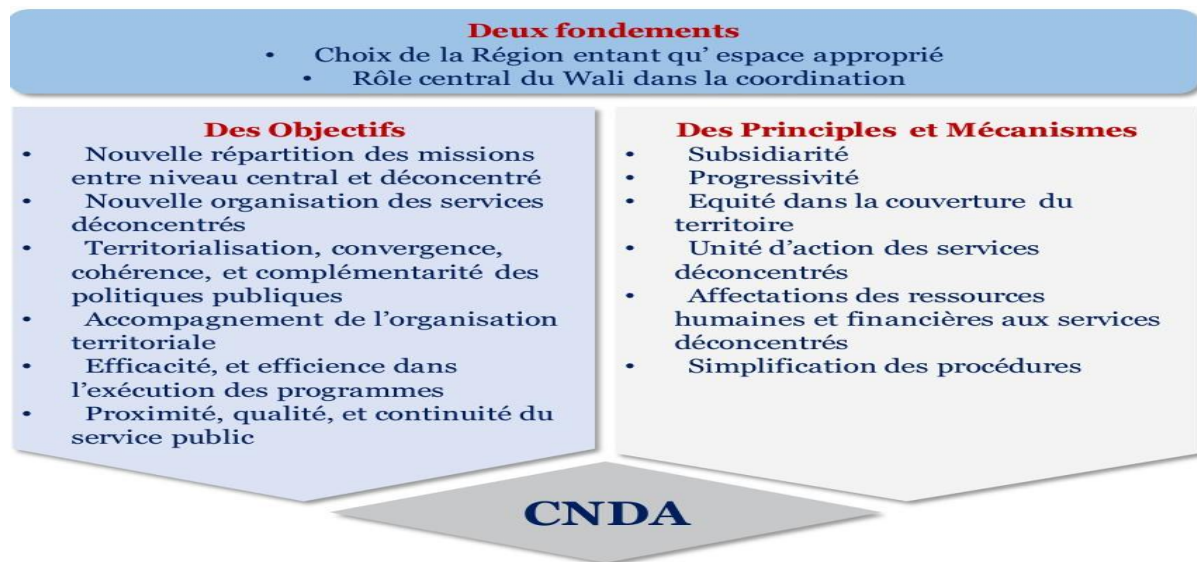 Deux fondements
• Choix de la Région entant qu’ espace approprié
• Rôle central du Wali dans la coordination
Des Objectifs
• Nouvelle répartition des missions
entre niveau central et déconcentré
• Nouvelle organisation des services
déconcentrés
• Territorialisation, convergence,
cohérence, et complémentarité des
politiques publiques
• Accompagnement de l’organisation
territoriale
• Efficacité, et efficience dans
l’exécution des programmes
• Proximité, qualité, et continuité du
service public
Des Principles et Mécanismes
• Subsidiarité
• Progressivité
• Equité dans la couverture du
territoire
• Unité d’action des services
déconcentrés
• Affectations des ressources
humaines et financières aux services
déconcentrés
• Simplification des procédures
CNDA